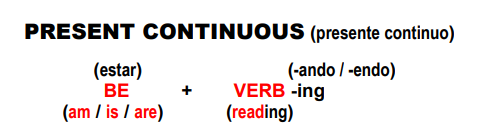 PRESENT CONTINUOUS (presente continuo)
(estar) (-ando / -endo)
BE + VERB -ing
(am / is / are) (reading)